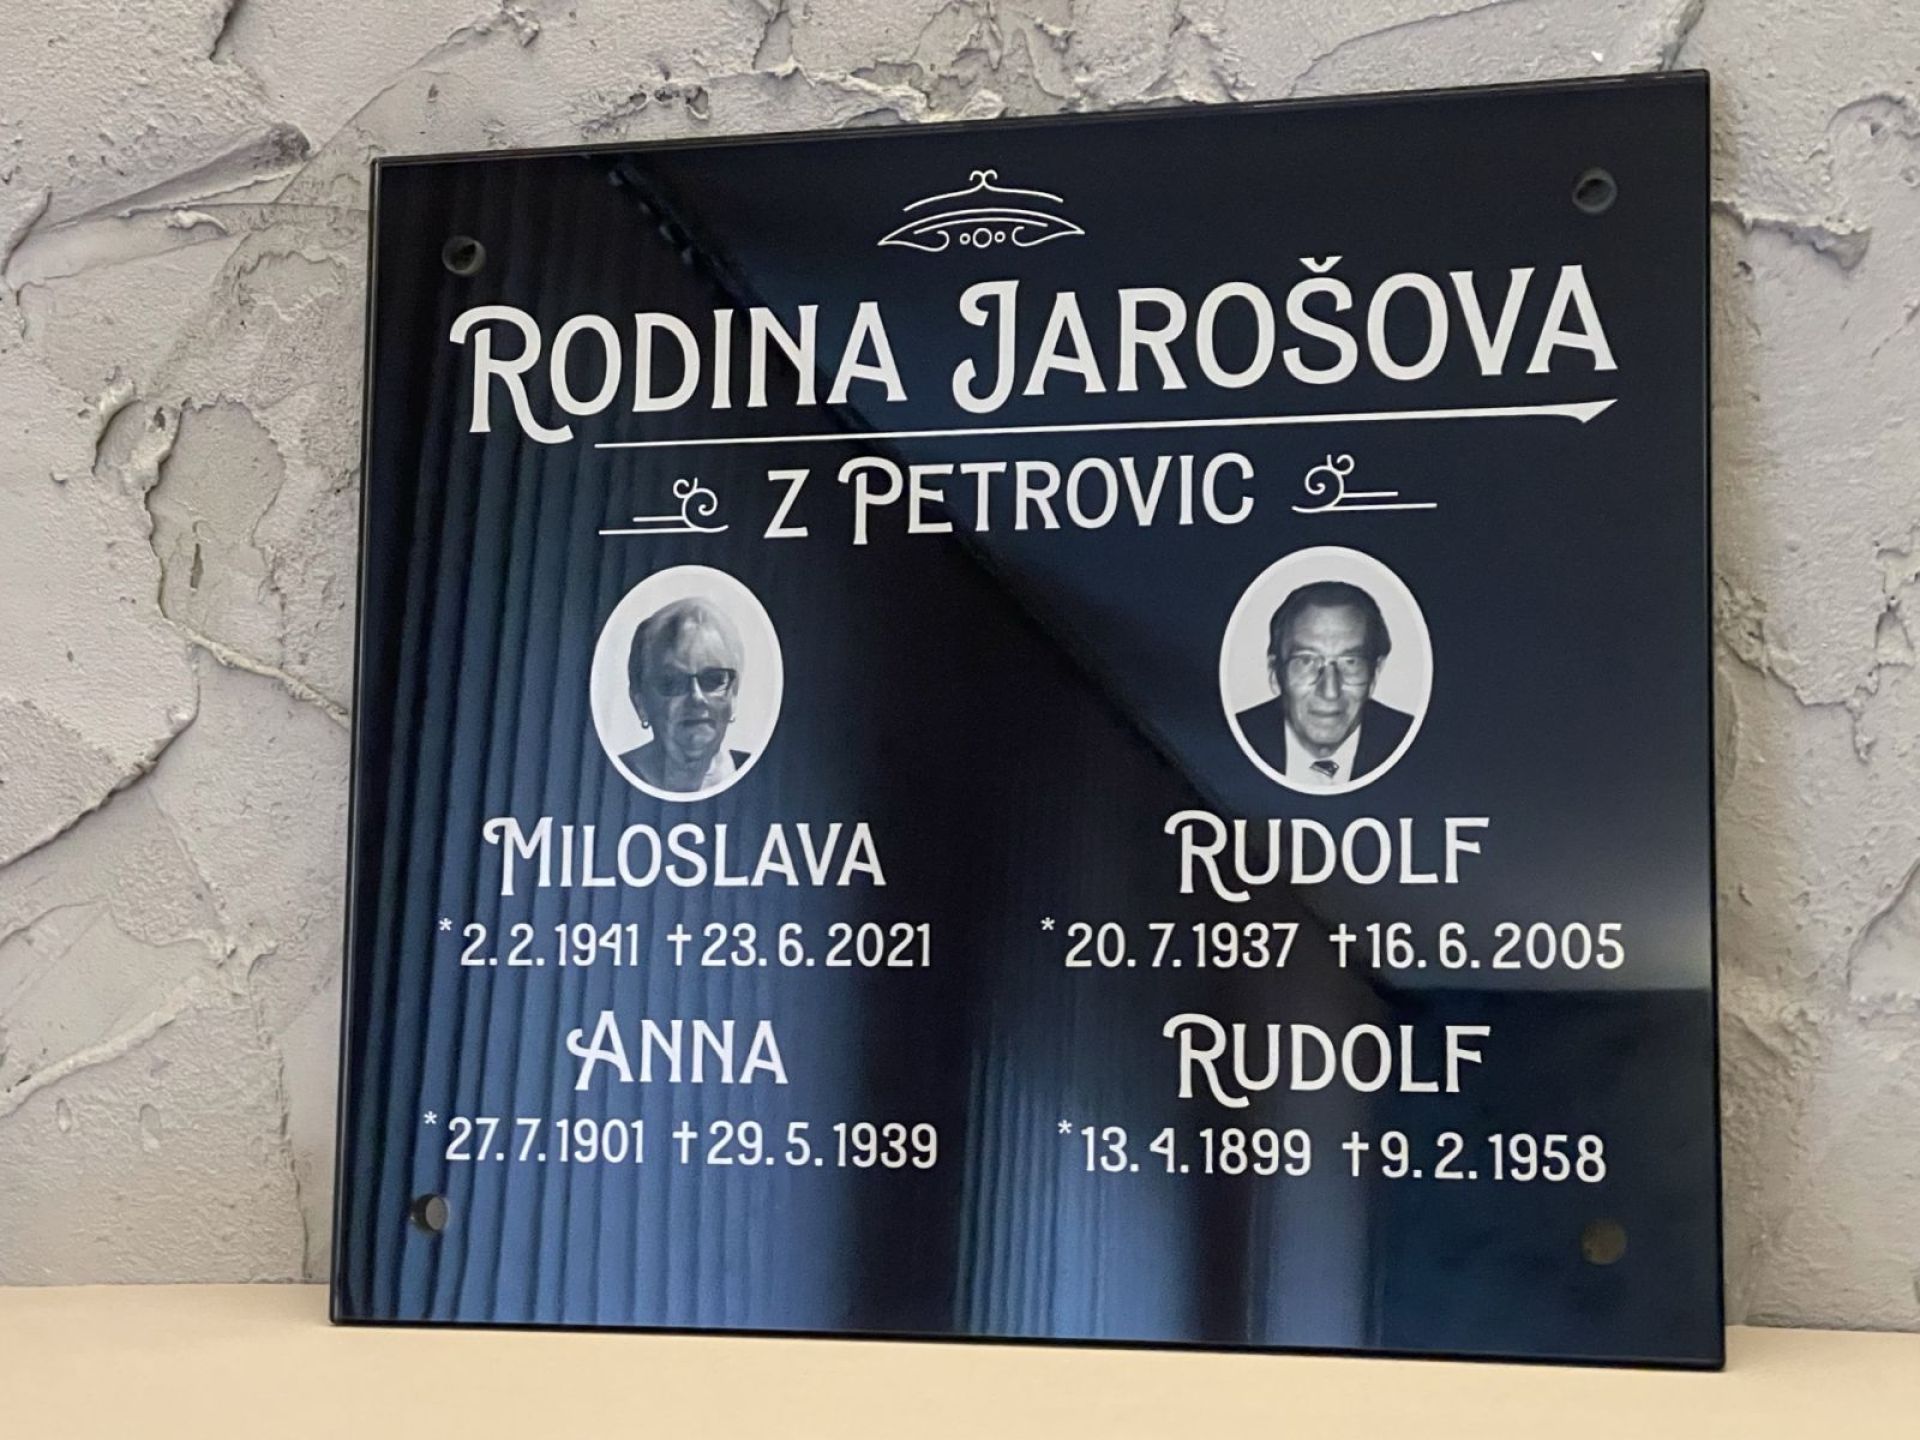 RODINA JAROŠOVA
Z PETROVIC
MILOSLAVA
*2.2.1941 †23.6.2021
RUDOLF
*20.7.1937 †16.6.2005
ANNA
*27.7.1901 †29.5.1939
RUDOLF
*13.4.1899 †9.2.1958